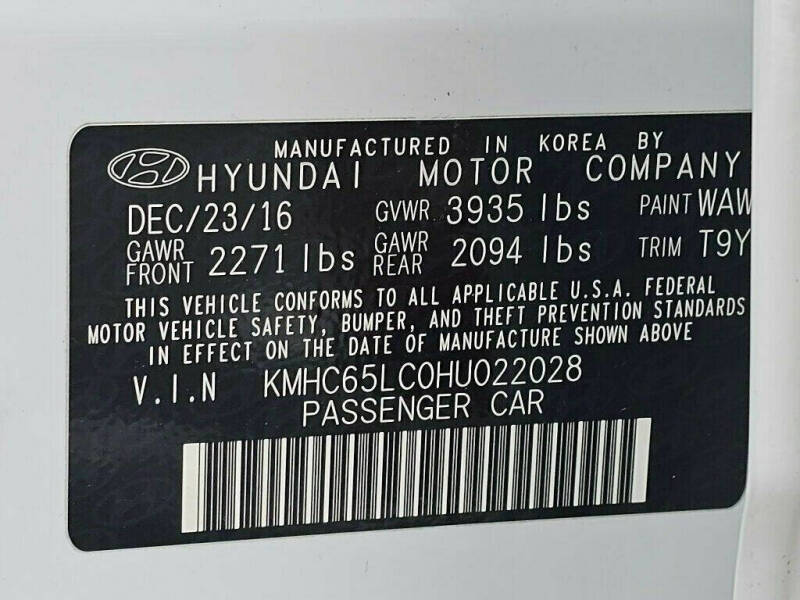 MANUFACTURED IN KOREA BY
HYUNDAI MOTOR COMPANY
DEC/23/16 GVWR 3935 lbs PAINT WAW
GAWR FRONT 2271 lbs GAWR REAR 2094 lbs TRIM T9Y
THIS VEHICLE CONFORMS TO ALL APPLICABLE U.S.A. FEDERAL
MOTOR VEHICLE SAFETY, BUMPER, AND THEFT PREVENTION STANDARDS
IN EFFECT ON THE DATE OF MANUFACTURE SHOWN ABOVE
V.I.N KMHC65LC0HU022028
PASSENGER CAR